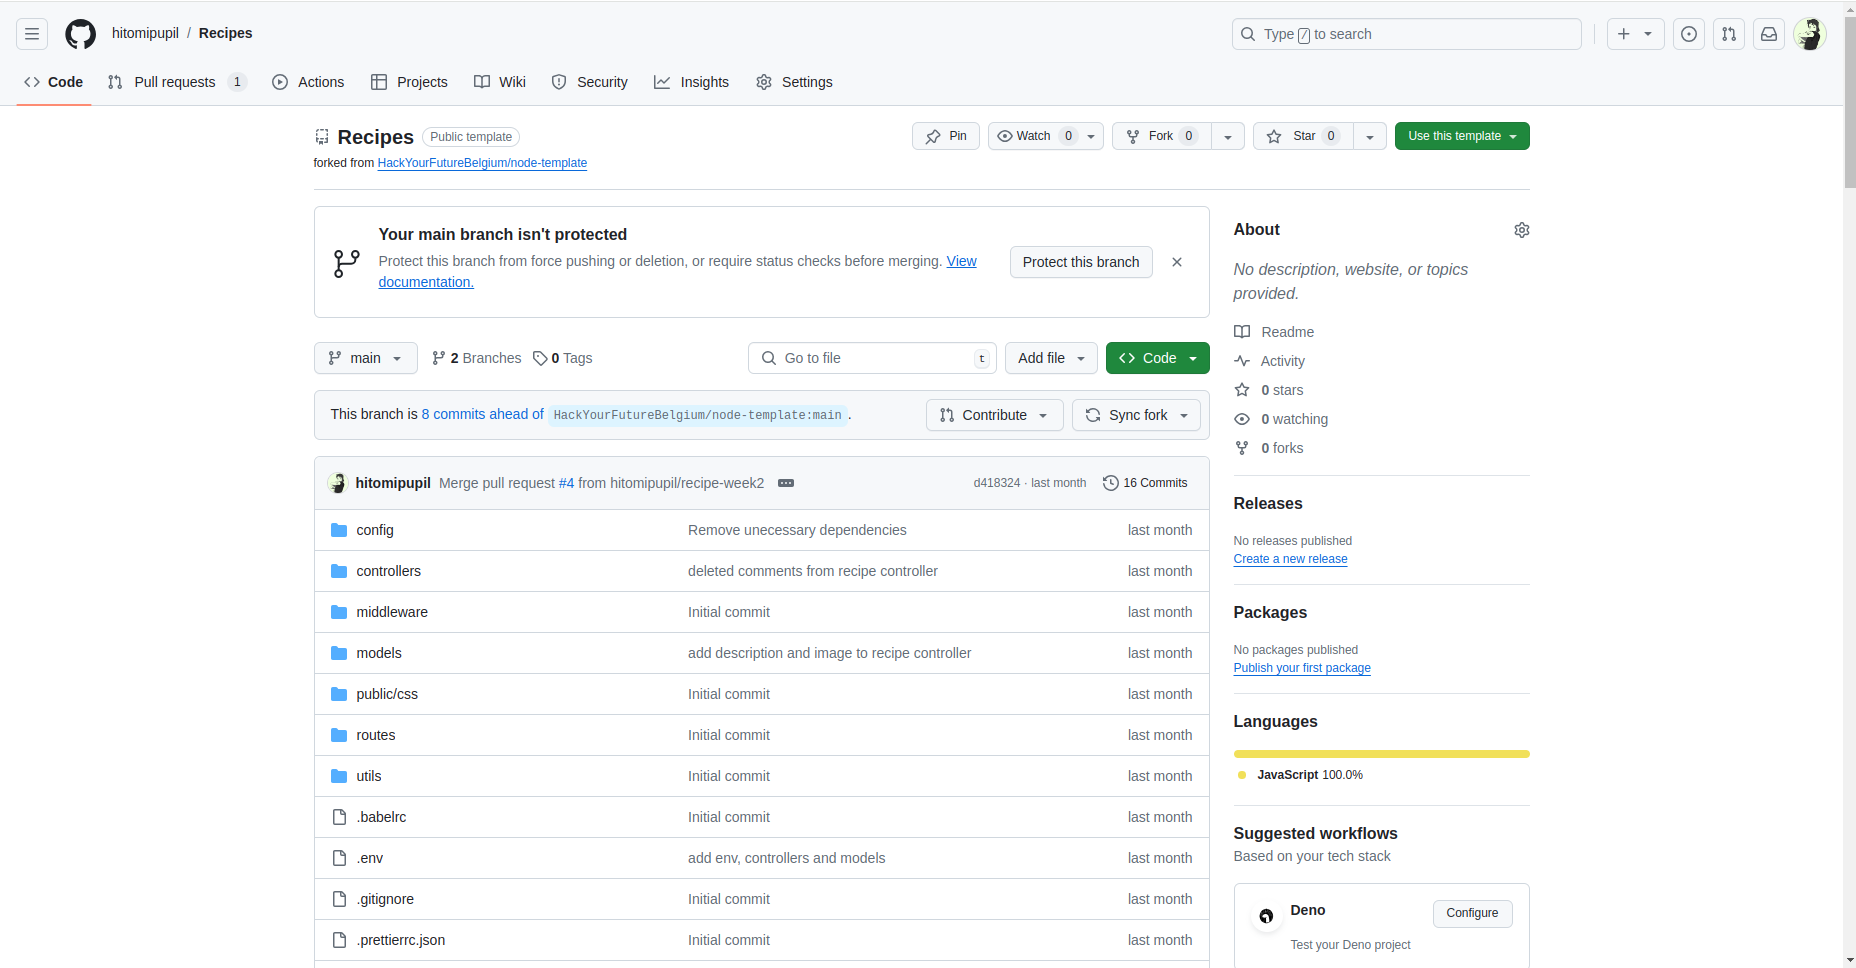 hitomipupil / Recipes
Type / to search
Code
Pull requests 1
Actions
Projects
Wiki
Security
Insights
Settings
Recipes Public template
Pin
Watch 0
Fork 0
Star 0
Use this template
forked from HackYourFutureBelgium/node-template
Your main branch isn't protected
Protect this branch from force pushing or deletion, or require status checks before merging. View
documentation.
Protect this branch
main
2 Branches
0 Tags
Go to file t
Add file
Code
This branch is 8 commits ahead of HackYourFutureBelgium/node-template:main .
Contribute
Sync fork
hitomipupil Merge pull request #4 from hitomipupil/recipe-week2
d418324 · last month
16 Commits
config Remove unecessary dependencies last month
controllers deleted comments from recipe controller last month
middleware Initial commit last month
models add description and image to recipe controller last month
public/css Initial commit last month
routes Initial commit last month
utils Initial commit last month
.babelrc Initial commit last month
.env add env, controllers and models last month
.gitignore Initial commit last month
.prettierrc.json Initial commit last month
About
No description, website, or topics
provided.
Readme
Activity
0 stars
0 watching
0 forks
Releases
No releases published
Create a new release
Packages
No packages published
Publish your first package
Languages
JavaScript 100.0%
Suggested workflows
Based on your tech stack
Deno
Configure
Test your Deno project